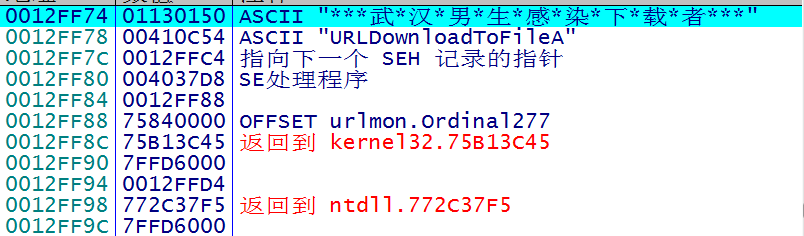 0012FF74 01130150 ASCII "***武*汉*男*生*感*染*下*载*者***"
0012FF78 00410C54 ASCII "URLDownloadToFileA"
0012FF7C 0012FFC4 指向下一个 SEH 记录的指针
0012FF80 004037D8 SE处理程序
0012FF84 0012FF88
0012FF88 75840000 OFFSET urlmon.Ordinal277
0012FF8C 75B13C45 返回到 kernel32.75B13C45
0012FF90 7FFD6000
0012FF94 0012FFD4
0012FF98 772C37F5 返回到 ntdll.772C37F5
0012FF9C 7FFD6000